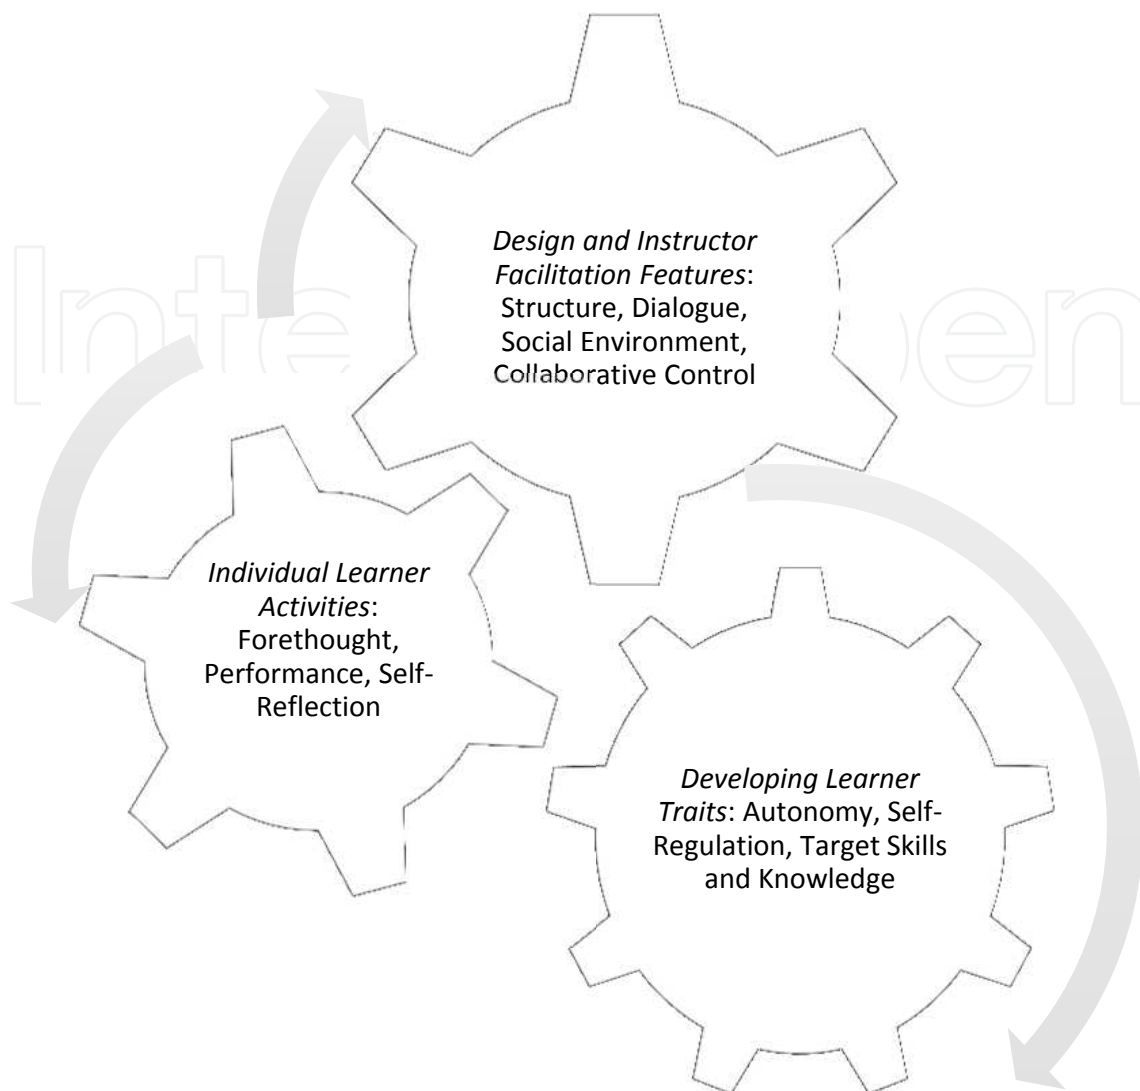 Design and Instructor
Facilitation Features:
Structure, Dialogue,
Social Environment,
Collaborative Control
Individual Learner
Activities:
Forethought,
Performance, Self-
Reflection
Developing Learner
Traits: Autonomy, Self-
Regulation, Target Skills
and Knowledge